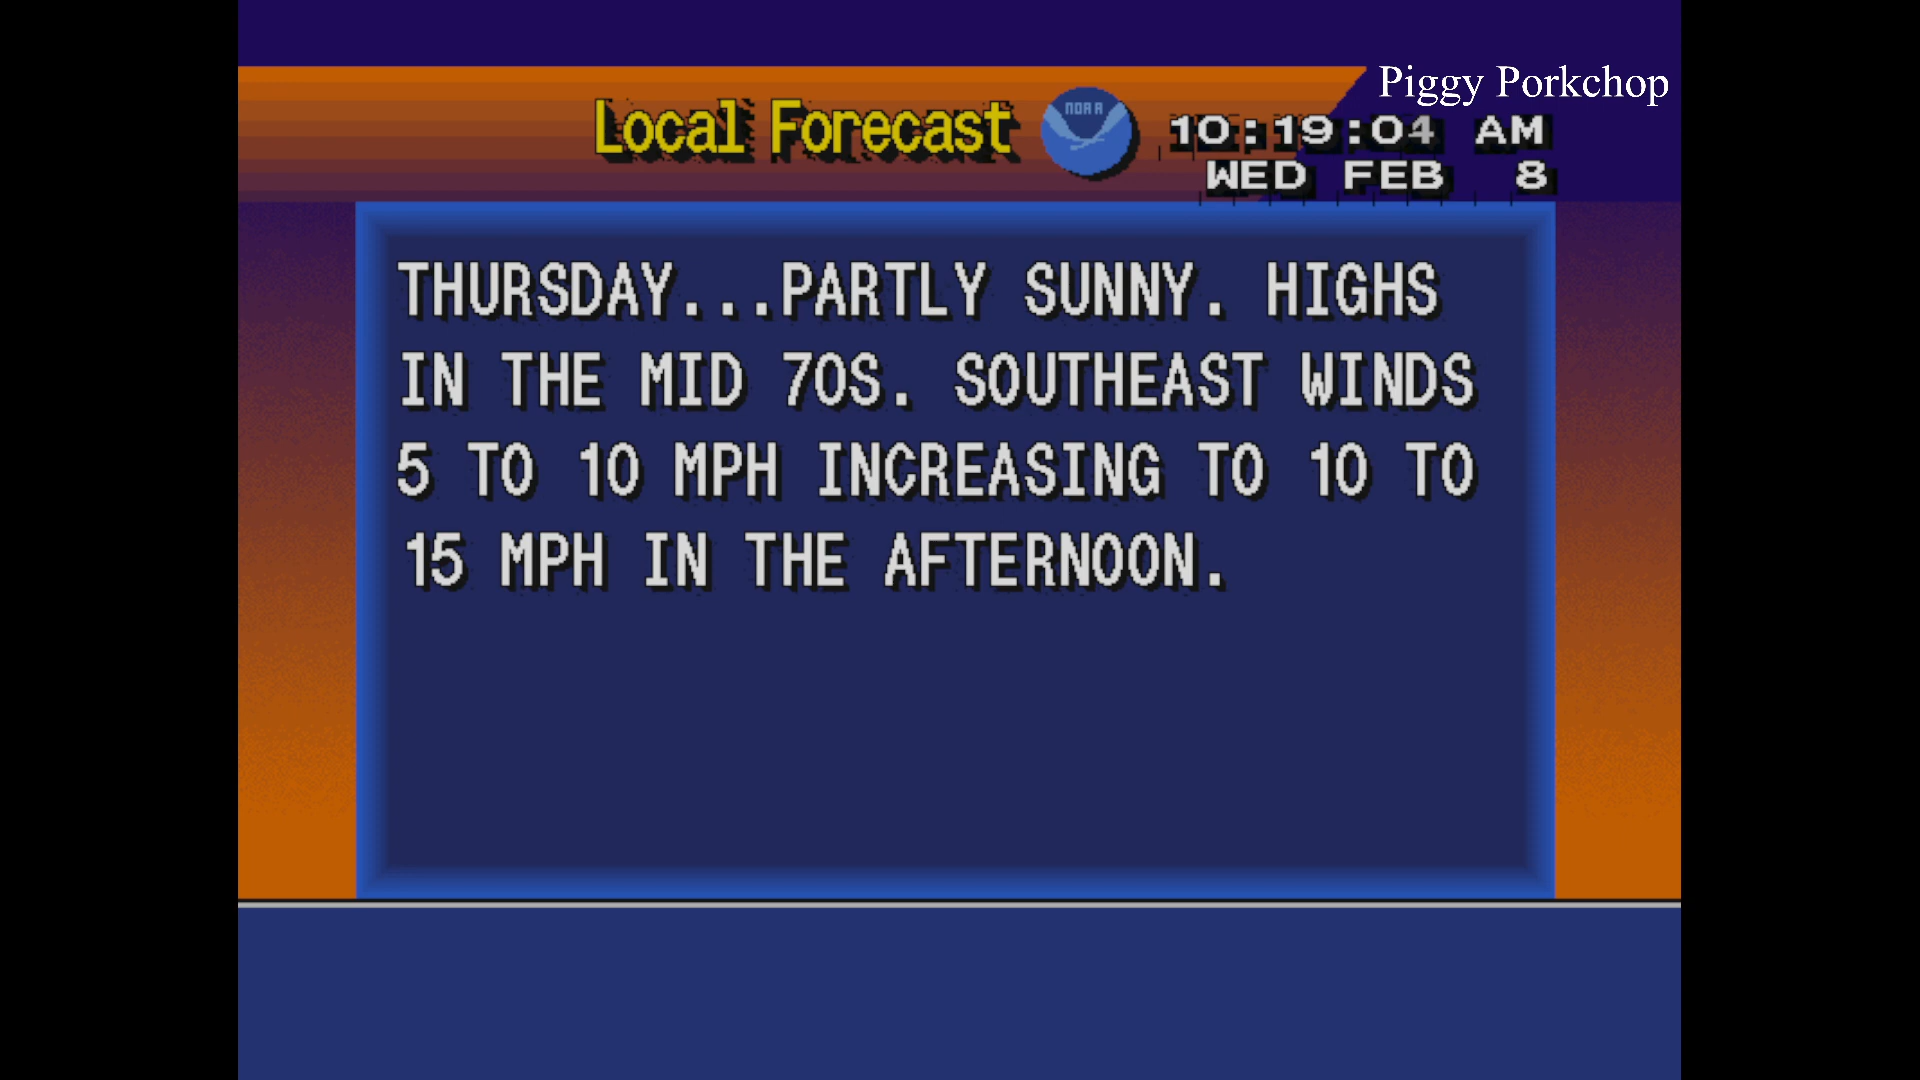 Piggy Porkchop
Local Forecast
NOAA
10:19:04 AM
WED FEB 8
THURSDAY...PARTLY SUNNY. HIGHS
IN THE MID 70S. SOUTHEAST WINDS
5 TO 10 MPH INCREASING TO 10 TO
15 MPH IN THE AFTERNOON.